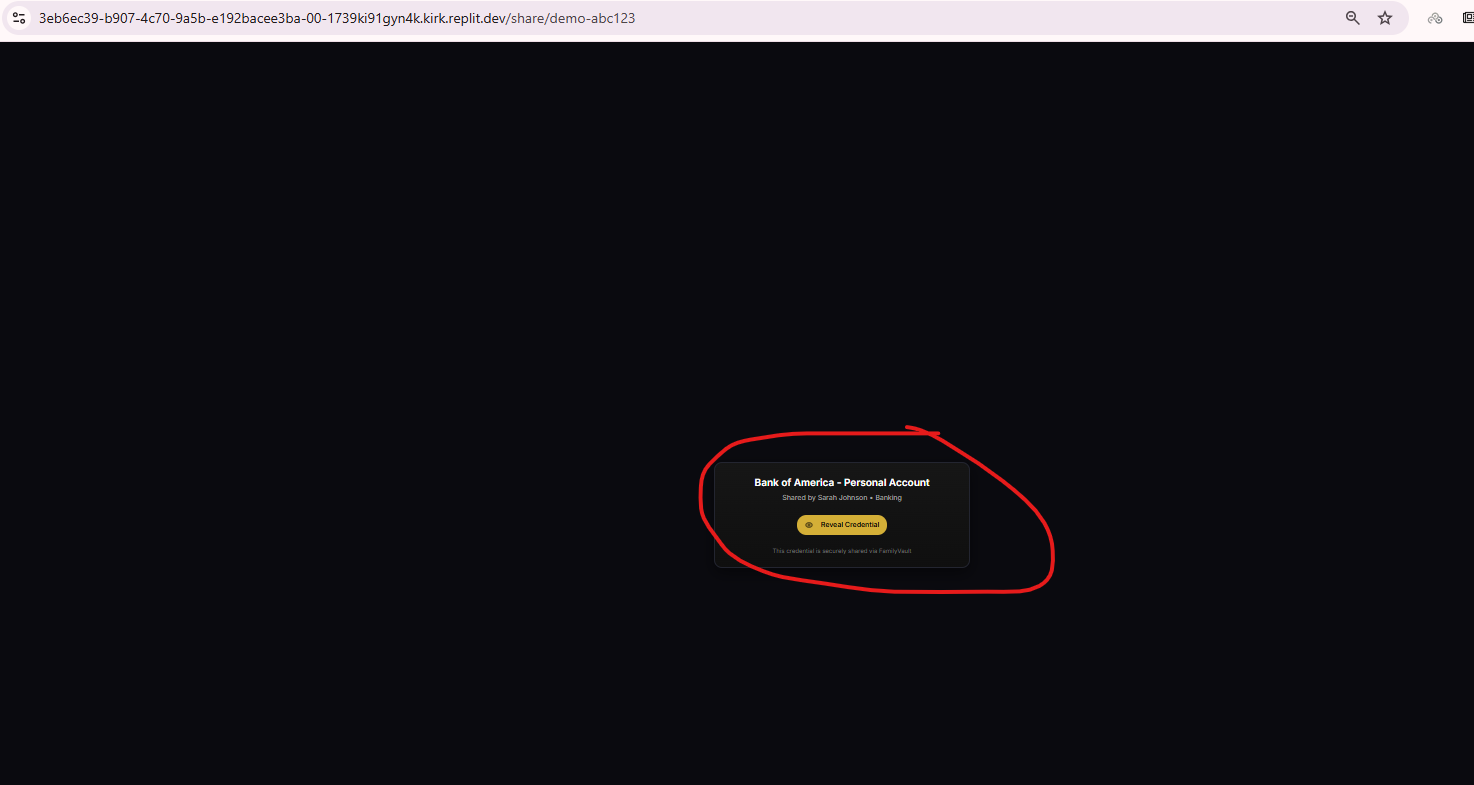 3eb6ec39-b907-4c70-9a5b-e192bacee3ba-00-1739ki91gyn4k.kirk.replit.dev/share/demo-abc123
Bank of America - Personal Account
Shared by Sarah Johnson • Banking
Reveal Credential
This credential is securely shared via FamilyVault